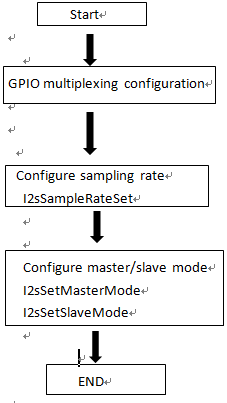 Start
GPIO multiplexing configuration
Configure sampling rate
I2sSampleRateSet
Configure master/slave mode
I2sSetMasterMode
I2sSetSlaveMode
END